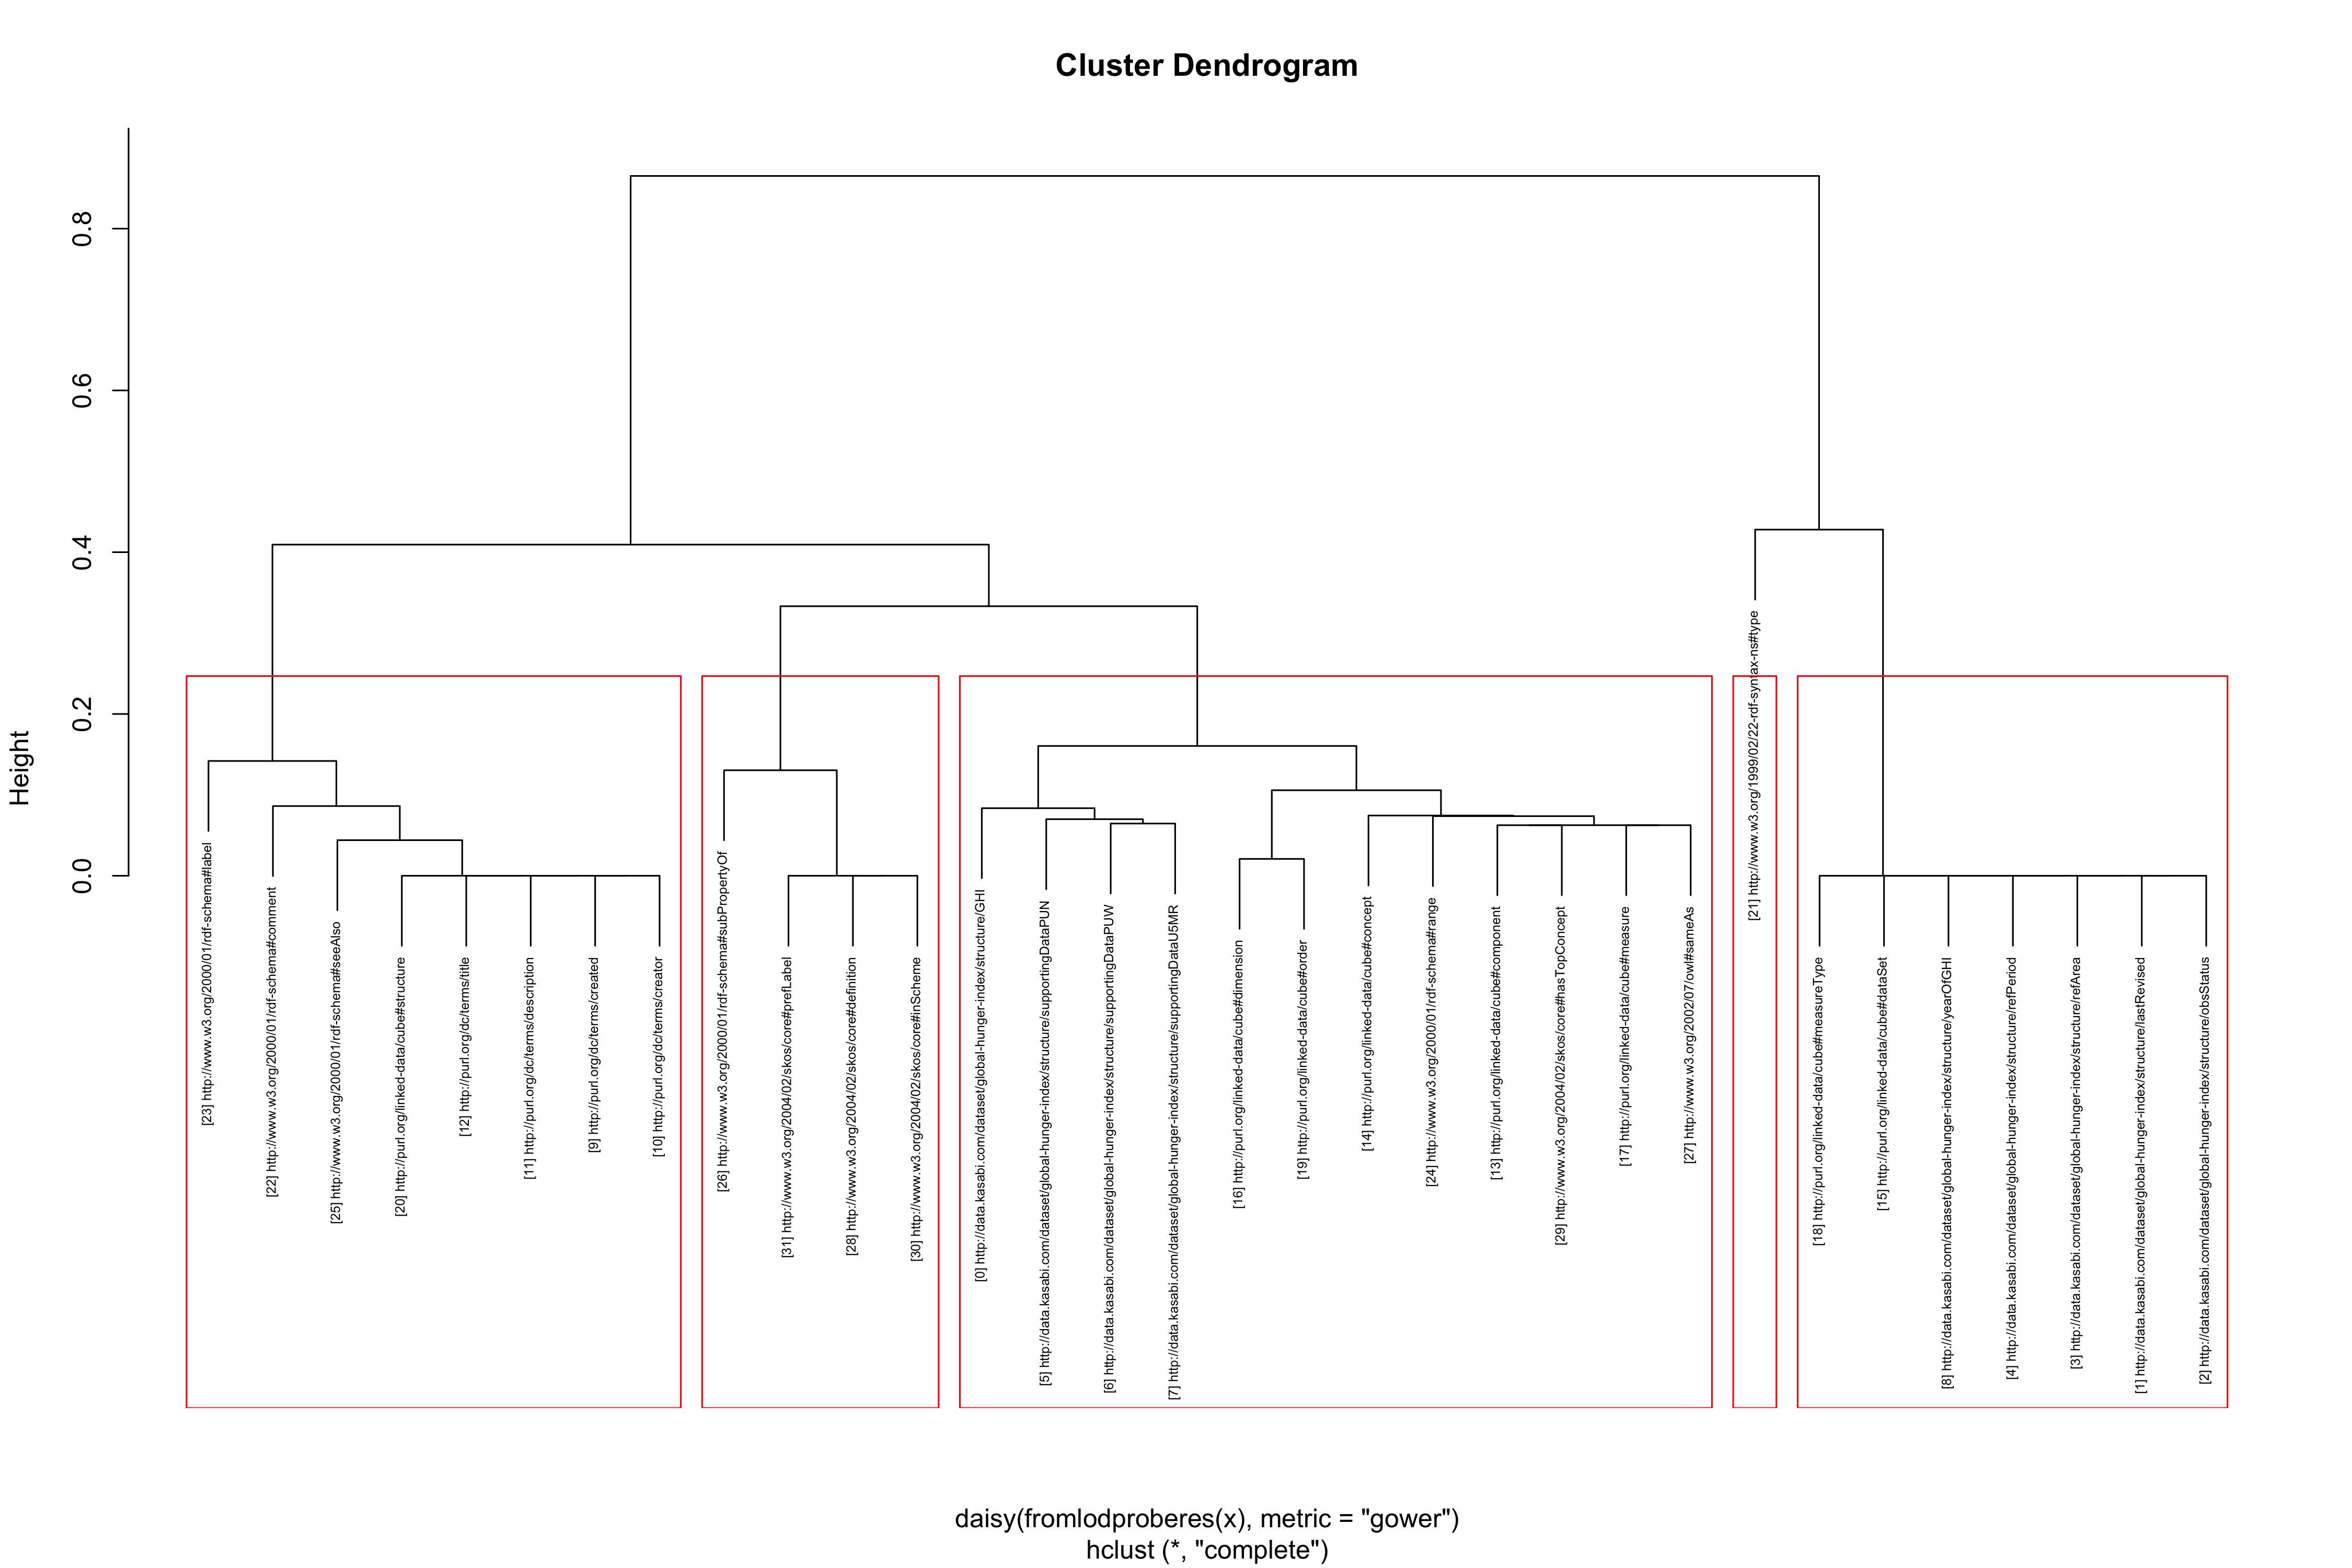 Cluster Dendrogram
Height
0.0
0.2
0.4
0.6
0.8
[23] http://www.w3.org/2000/01/rdf-schema#label
[22] http://www.w3.org/2000/01/rdf-schema#comment
[25] http://www.w3.org/2000/01/rdf-schema#seeAlso
[20] http://purl.org/linked-data/cube#structure
[12] http://purl.org/dc/terms/title
[11] http://purl.org/dc/terms/description
[9] http://purl.org/dc/terms/created
[10] http://purl.org/dc/terms/creator
[26] http://www.w3.org/2000/01/rdf-schema#subPropertyOf
[31] http://www.w3.org/2004/02/skos/core#prefLabel
[28] http://www.w3.org/2004/02/skos/core#definition
[30] http://www.w3.org/2004/02/skos/core#inScheme
[0] http://data.kasabi.com/dataset/global-hunger-index/structure/GHI
[5] http://data.kasabi.com/dataset/global-hunger-index/structure/supportingDataPUN
[6] http://data.kasabi.com/dataset/global-hunger-index/structure/supportingDataPUW
[7] http://data.kasabi.com/dataset/global-hunger-index/structure/supportingDataU5MR
[16] http://purl.org/linked-data/cube#dimension
[19] http://purl.org/linked-data/cube#order
[14] http://purl.org/linked-data/cube#concept
[24] http://www.w3.org/2000/01/rdf-schema#range
[13] http://purl.org/linked-data/cube#component
[29] http://www.w3.org/2004/02/skos/core#hasTopConcept
[17] http://purl.org/linked-data/cube#measure
[27] http://www.w3.org/2002/07/owl#sameAs
[21] http://www.w3.org/1999/02/22-rdf-syntax-ns#type
[18] http://purl.org/linked-data/cube#measureType
[15] http://purl.org/linked-data/cube#dataSet
[8] http://data.kasabi.com/dataset/global-hunger-index/structure/yearOfGHI
[4] http://data.kasabi.com/dataset/global-hunger-index/structure/refPeriod
[3] http://data.kasabi.com/dataset/global-hunger-index/structure/refArea
[1] http://data.kasabi.com/dataset/global-hunger-index/structure/lastRevised
[2] http://data.kasabi.com/dataset/global-hunger-index/structure/obsStatus
daisy(fromlodproberes(x), metric = "gower")
hclust (*, "complete")